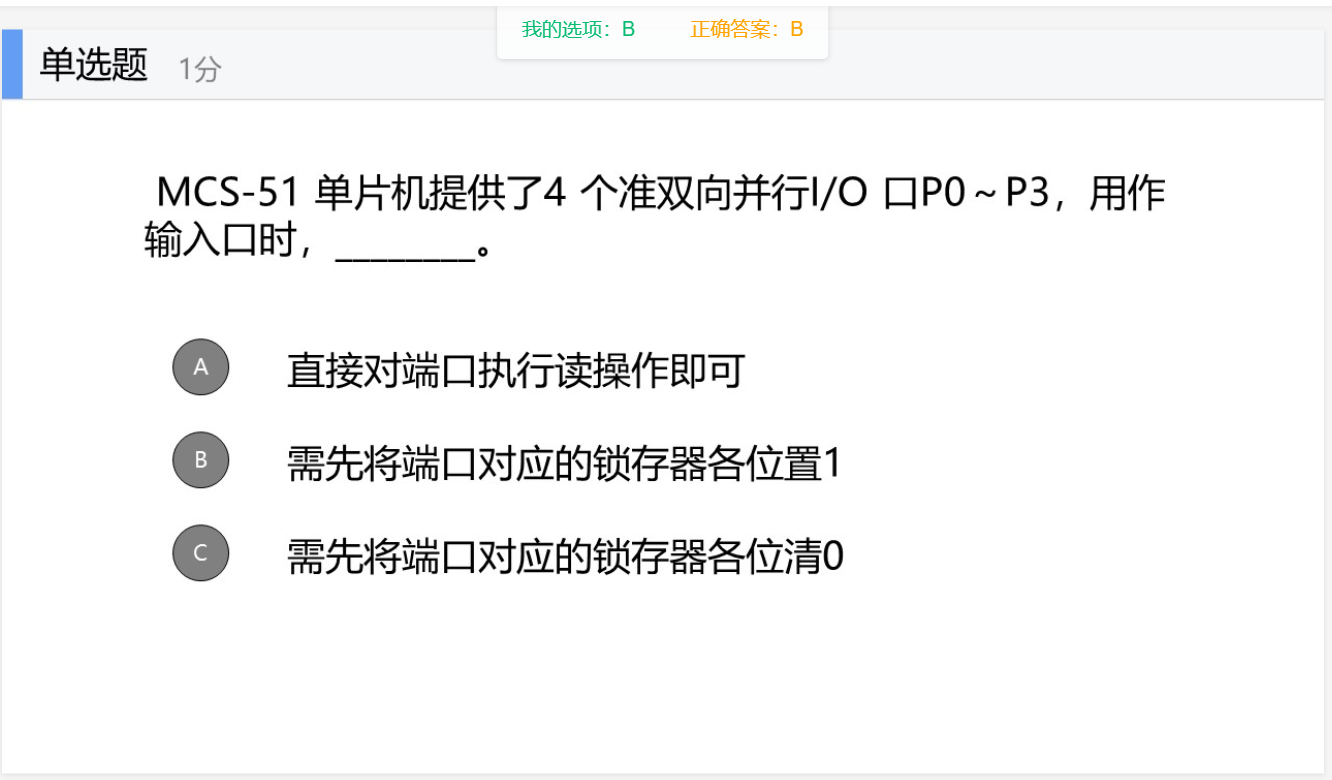 我的选项：B 正确答案：B
单选题 1分
MCS-51 单片机提供了4 个准双向并行I/O 口P0～P3，用作
输入口时，________。
A 直接对端口执行读操作即可
B 需先将端口对应的锁存器各位置1
C 需先将端口对应的锁存器各位清0